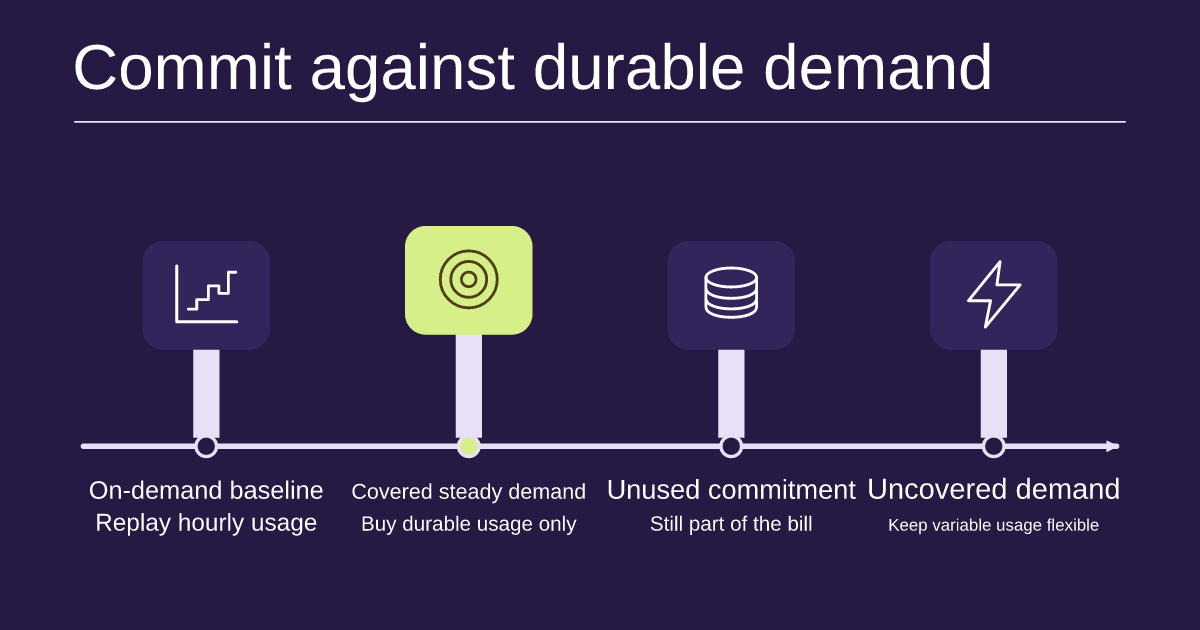 Commit against durable demand
On-demand baseline
Replay hourly usage
Covered steady demand
Buy durable usage only
Unused commitment
Still part of the bill
Uncovered demand
Keep variable usage flexible